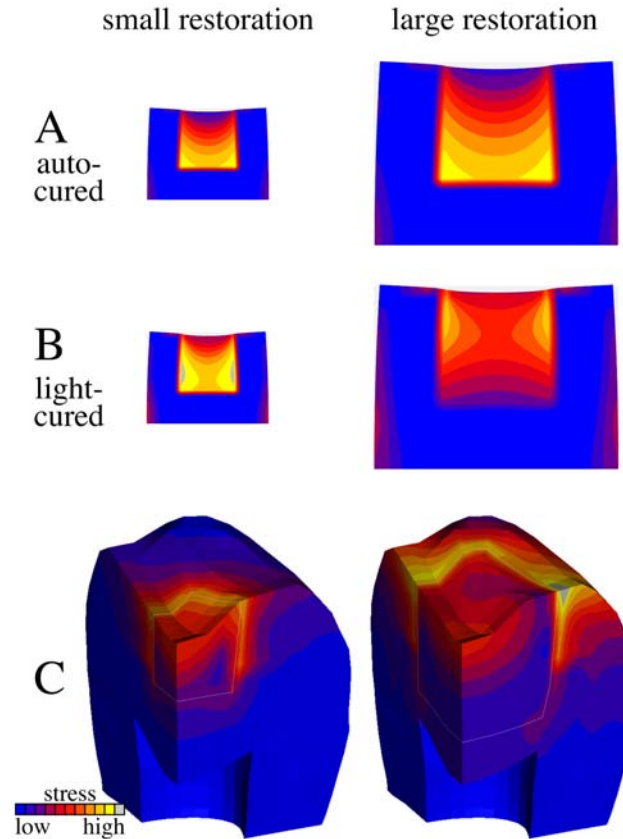 small restoration
large restoration
A
auto-
cured
B
light-
cured
C
stress
low
high